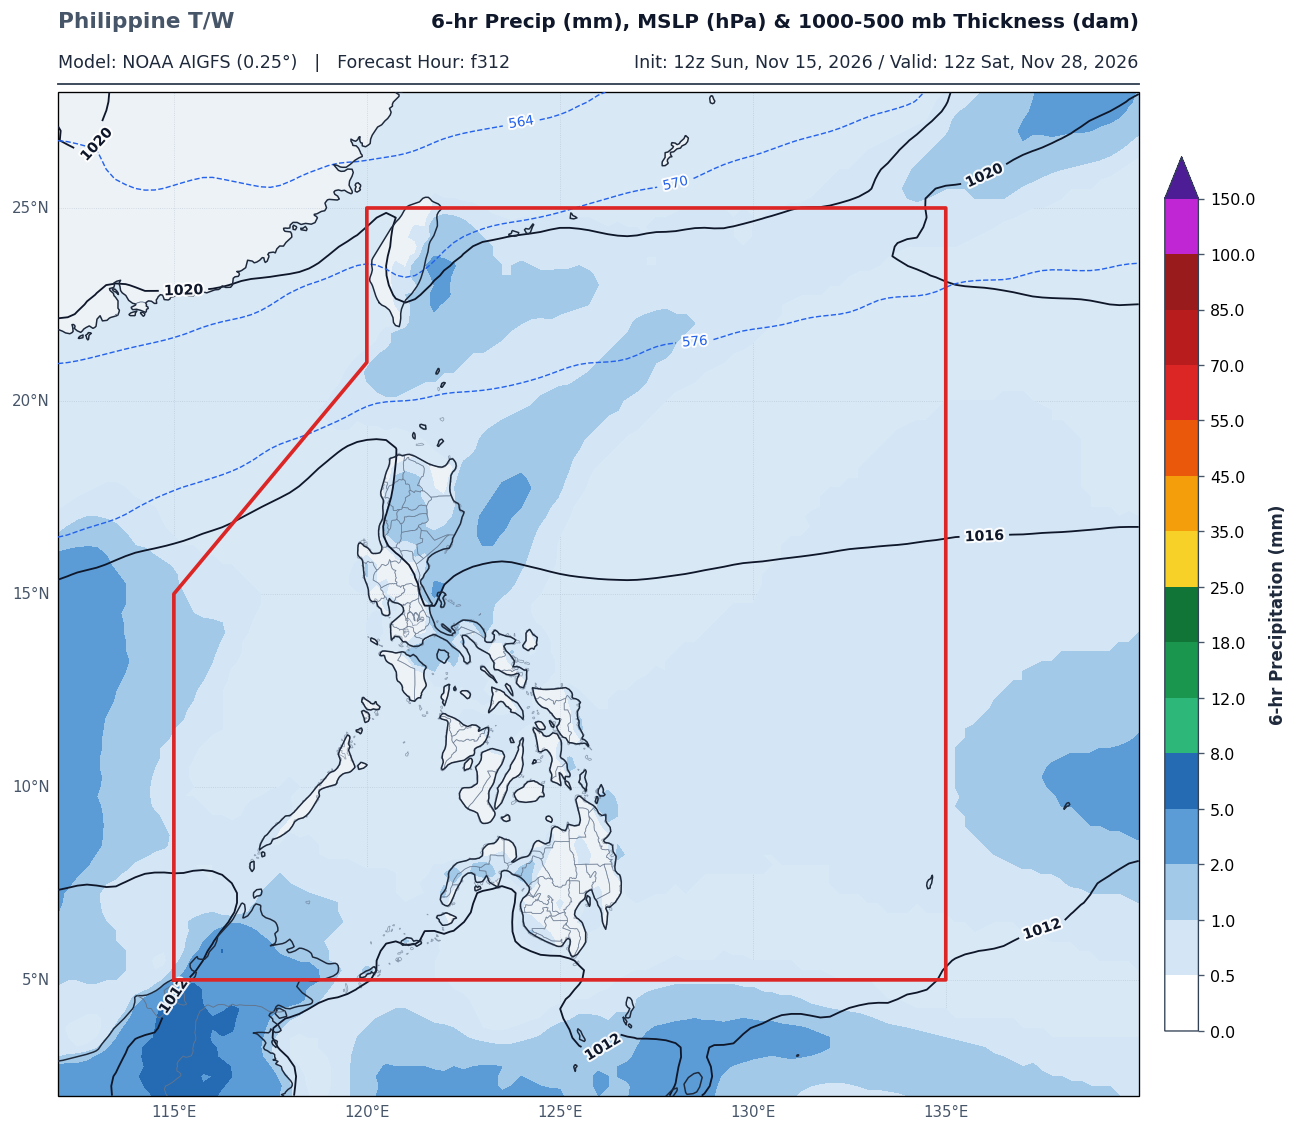 Philippine T/W
6-hr Precip (mm), MSLP (hPa) & 1000-500 mb Thickness (dam)
Model: NOAA AIGFS (0.25°) | Forecast Hour: f312
Init: 12z Sun, Nov 15, 2026 / Valid: 12z Sat, Nov 28, 2026
564
1020
570
1020
25°N
1020
576
20°N
1016
15°N
10°N
1012
5°N
1012
1012
115°E
120°E
125°E
130°E
135°E
150.0
100.0
85.0
70.0
55.0
45.0
35.0
25.0
18.0
12.0
8.0
5.0
2.0
1.0
0.5
0.0
6-hr Precipitation (mm)